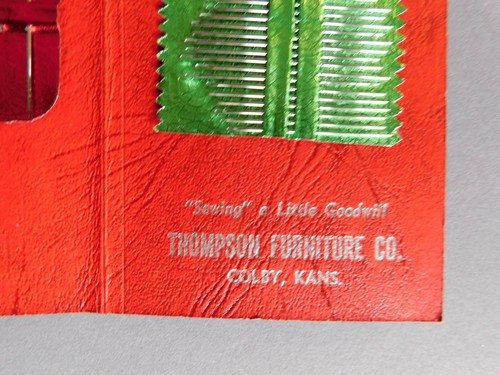 "Sewing" a Little Goodwill
THOMPSON FURNITURE CO.
COLBY, KANS.